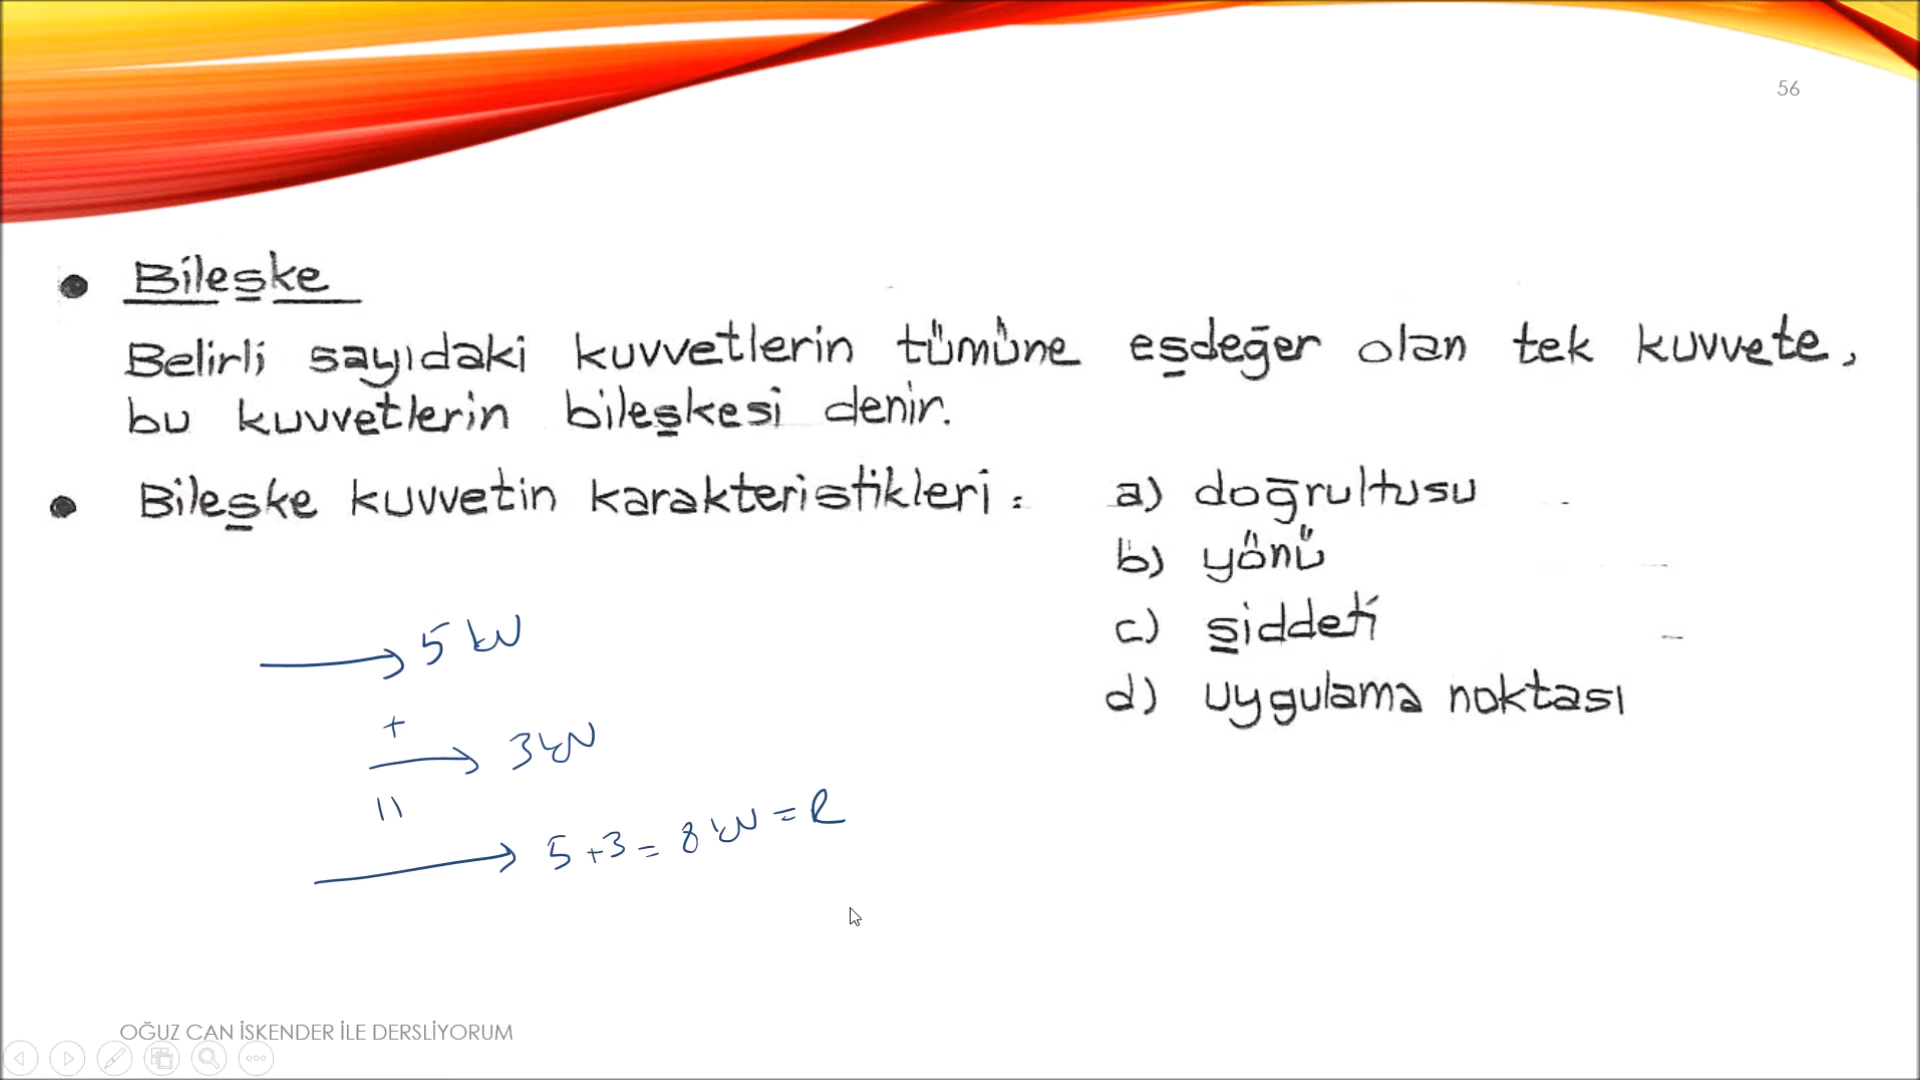 56
• Bileşke
Belirli sayıdaki kuvvetlerin tümüne eşdeğer olan tek kuvvete,
bu kuvvetlerin bileşkesi denir.
• Bileşke kuvvetin karakteristikleri : a) doğrultusu
b) yönü
c) şiddeti
d) uygulama noktası
5 kN
+
3 kN
=
5+3=8 kN=R
OĞUZ CAN İSKENDER İLE DERSLİYORUM